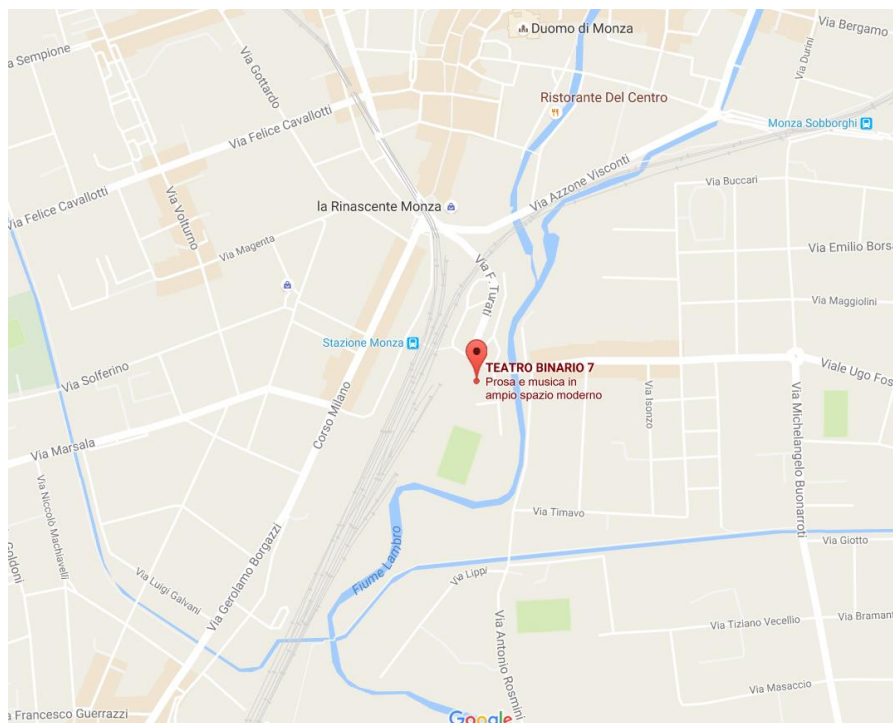 Duomo di Monza
Via Bergamo
a Sempione
Via Gottardo
Via Durini
Ristorante Del Centro
Monza Sobborghi
Via Felice Cavallotti
Via Azzone Visconti
Via Buccari
Via Felice Cavallotti
Via Volturno
la Rinascente Monza
Via Magenta
Via Emilio Borsa
Via F. Turati
Via Maggiolini
Stazione Monza
TEATRO BINARIO 7
Prosa e musica in
ampio spazio moderno
Viale Ugo Fos
Via Solferino
Corso Milano
Via Isonzo
Via Michelangelo Buonarroti
Via Marsala
Via Niccolò Machiavelli
Via Timavo
Via Giotto
Goldoni
Fiume Lambro
Via Gerolamo Borgazzi
Via Luigi Galvani
Via Lippi
Via Antonio Rosmini
Via Tiziano Vecellio
Via Bramant
Via Masaccio
a Francesco Guerrazzi
Google